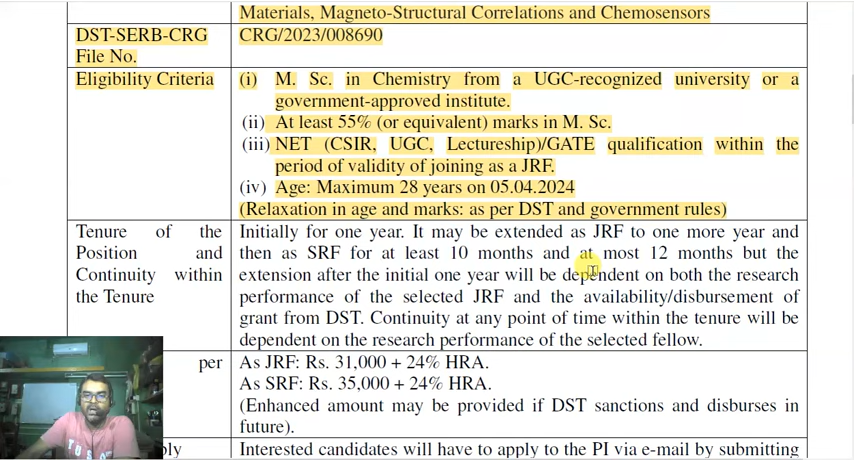 Materials, Magneto-Structural Correlations and Chemosensors
DST-SERB-CRG
File No.
CRG/2023/008690
Eligibility Criteria
(i) M. Sc. in Chemistry from a UGC-recognized university or a
government-approved institute.
(ii) At least 55% (or equivalent) marks in M. Sc.
(iii) NET (CSIR, UGC, Lectureship)/GATE qualification within the
period of validity of joining as a JRF.
(iv) Age: Maximum 28 years on 05.04.2024
(Relaxation in age and marks: as per DST and government rules)
Tenure of the
Position and
Continuity within
the Tenure
Initially for one year. It may be extended as JRF to one more year and
then as SRF for at least 10 months and at most 12 months but the
extension after the initial one year will be dependent on both the research
performance of the selected JRF and the availability/disbursement of
grant from DST. Continuity at any point of time within the tenure will be
dependent on the research performance of the selected fellow.
per
As JRF: Rs. 31,000 + 24% HRA.
As SRF: Rs. 35,000 + 24% HRA.
(Enhanced amount may be provided if DST sanctions and disburses in
future).
Interested candidates will have to apply to the PI via e-mail by submitting